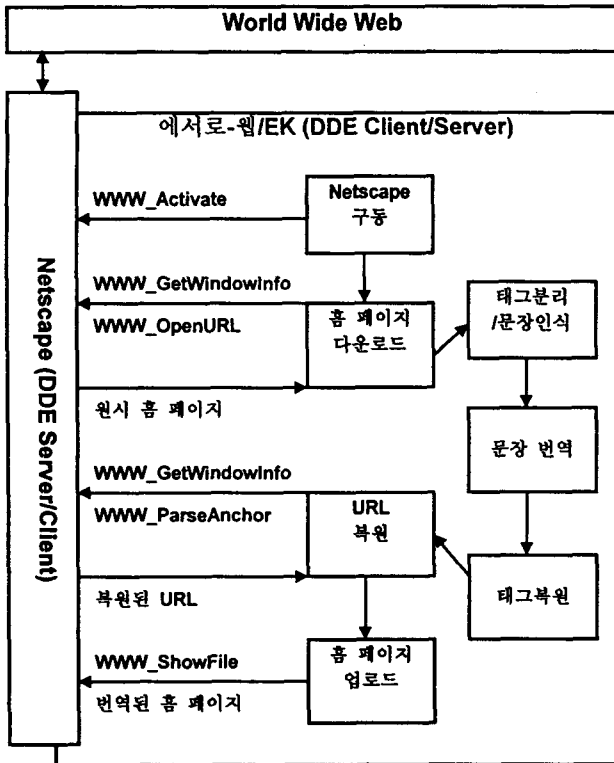 World Wide Web
에서로-웹/EK (DDE Client/Server)
Netscape (DDE Server/Client)
WWW_Activate
Netscape
구동
WWW_GetWindowInfo
WWW_OpenURL
홈 페이지
다운로드
태그분리
/문장인식
원시 홈 페이지
문장 번역
WWW_GetWindowInfo
WWW_ParseAnchor
URL
복원
태그복원
복원된 URL
WWW_ShowFile
홈 페이지
업로드
번역된 홈 페이지